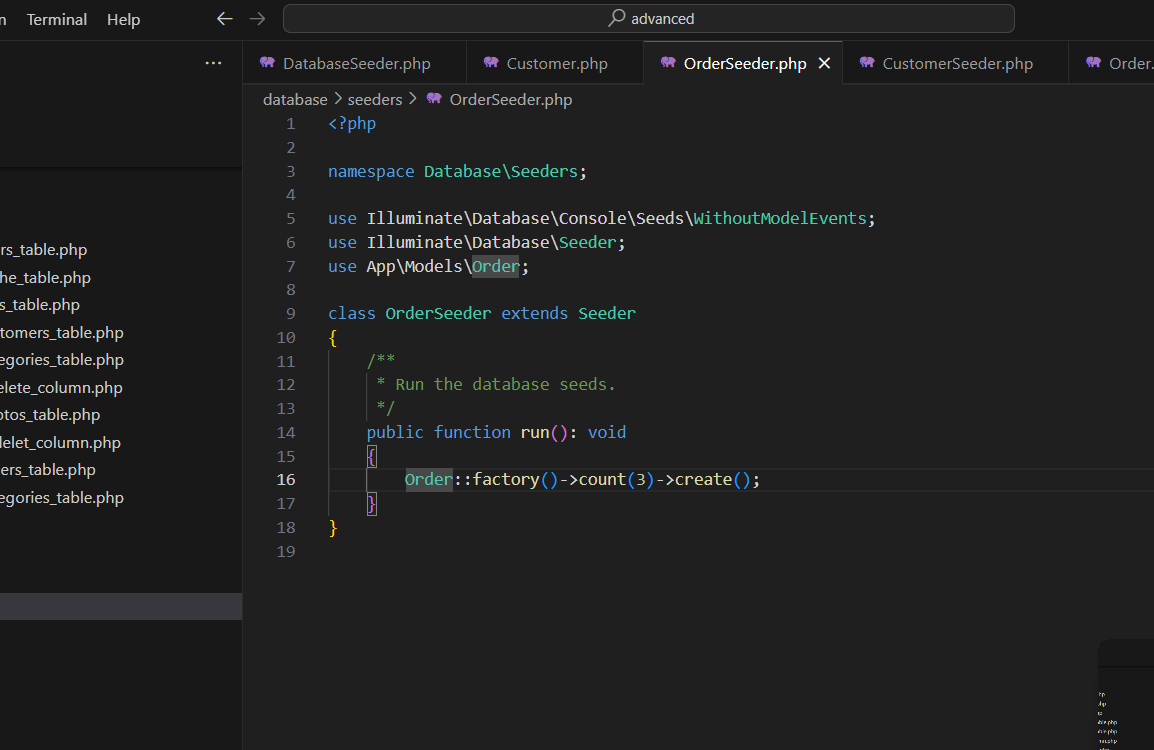 Terminal Help
advanced
...
DatabaseSeeder.php Customer.php OrderSeeder.php CustomerSeeder.php Order.
database > seeders > OrderSeeder.php
1 <?php
2
3 namespace Database\Seeders;
4
5 use Illuminate\Database\Console\Seeds\WithoutModelEvents;
6 use Illuminate\Database\Seeder;
7 use App\Models\Order;
8
9 class OrderSeeder extends Seeder
10 {
11 /**
12 * Run the database seeds.
13 */
14 public function run(): void
15 {
16 Order::factory()->count(3)->create();
17 }
18 }
19
rs_table.php
he_table.php
s_table.php
tomers_table.php
egories_table.php
elete_column.php
otos_table.php
lelet_column.php
ers_table.php
egories_table.php